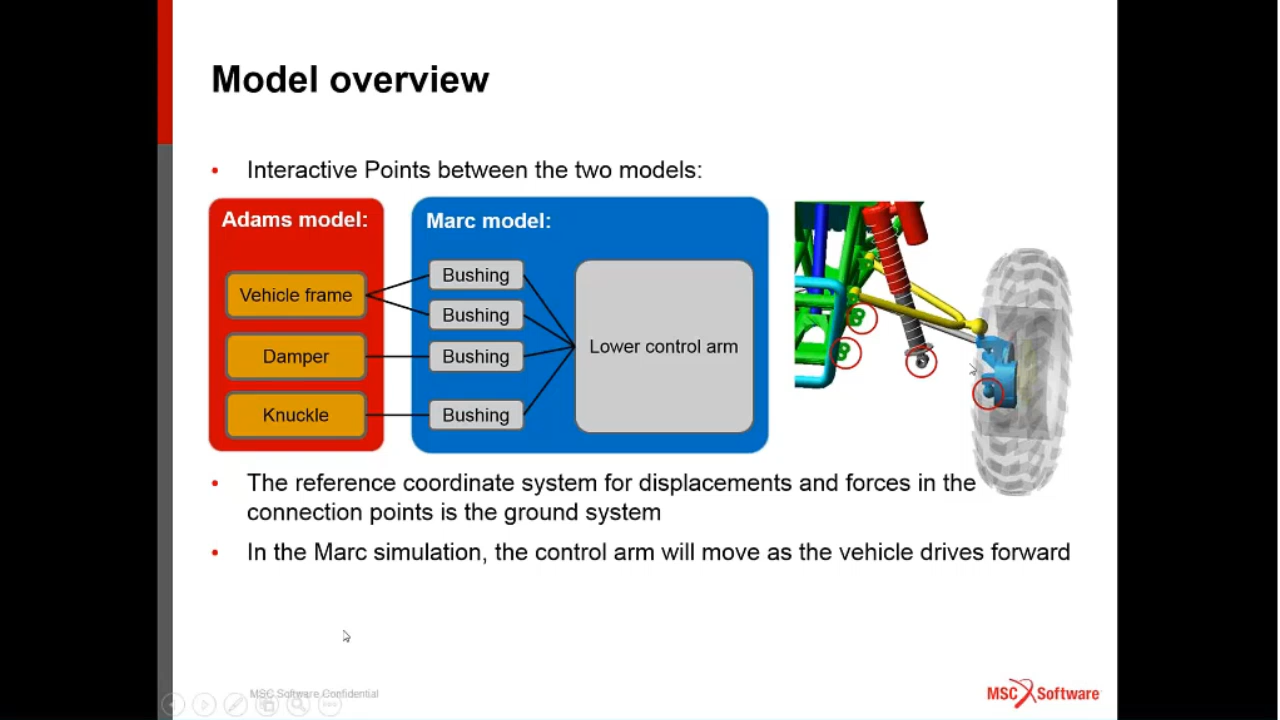 Model overview
• Interactive Points between the two models:
Adams model:
Vehicle frame
Damper
Knuckle
Marc model:
Bushing
Bushing
Bushing
Bushing
Lower control arm
• The reference coordinate system for displacements and forces in the
connection points is the ground system
• In the Marc simulation, the control arm will move as the vehicle drives forward
MSC Software Confidential
MSC Software